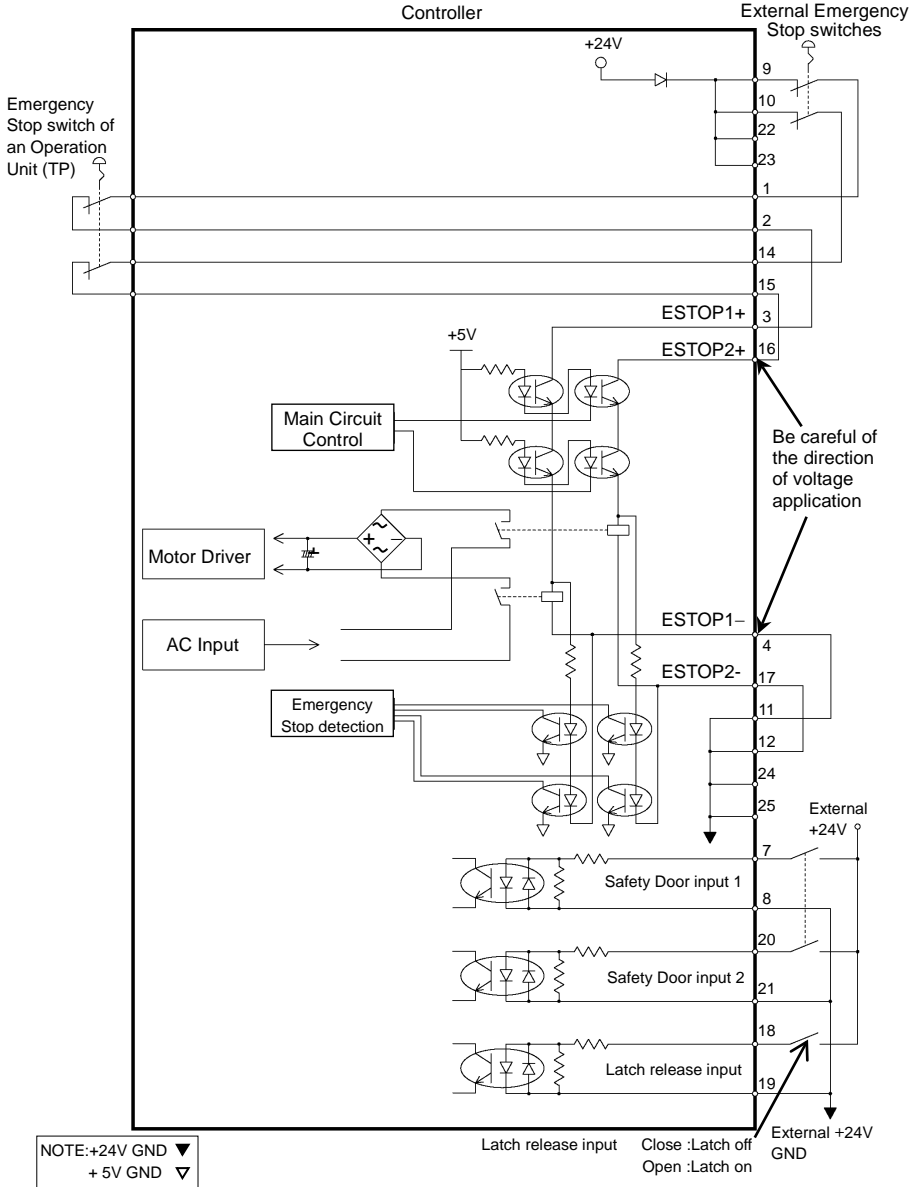 Controller
External Emergency
Stop switches
+24V
9
10
22
23
Emergency
Stop switch of
an Operation
Unit (TP)
1
2
14
15
ESTOP1+
3
ESTOP2+
16
+5V
Main Circuit
Control
Be careful of
the direction
of voltage
application
Motor Driver
+
−
AC Input
ESTOP1−
4
ESTOP2-
17
Emergency
Stop detection
11
12
24
25
External
+24V
7
Safety Door input 1
8
20
Safety Door input 2
21
18
Latch release input
19
NOTE:+24V GND ▼
+ 5V GND ▽
Latch release input
Close :Latch off
Open :Latch on
External +24V
GND